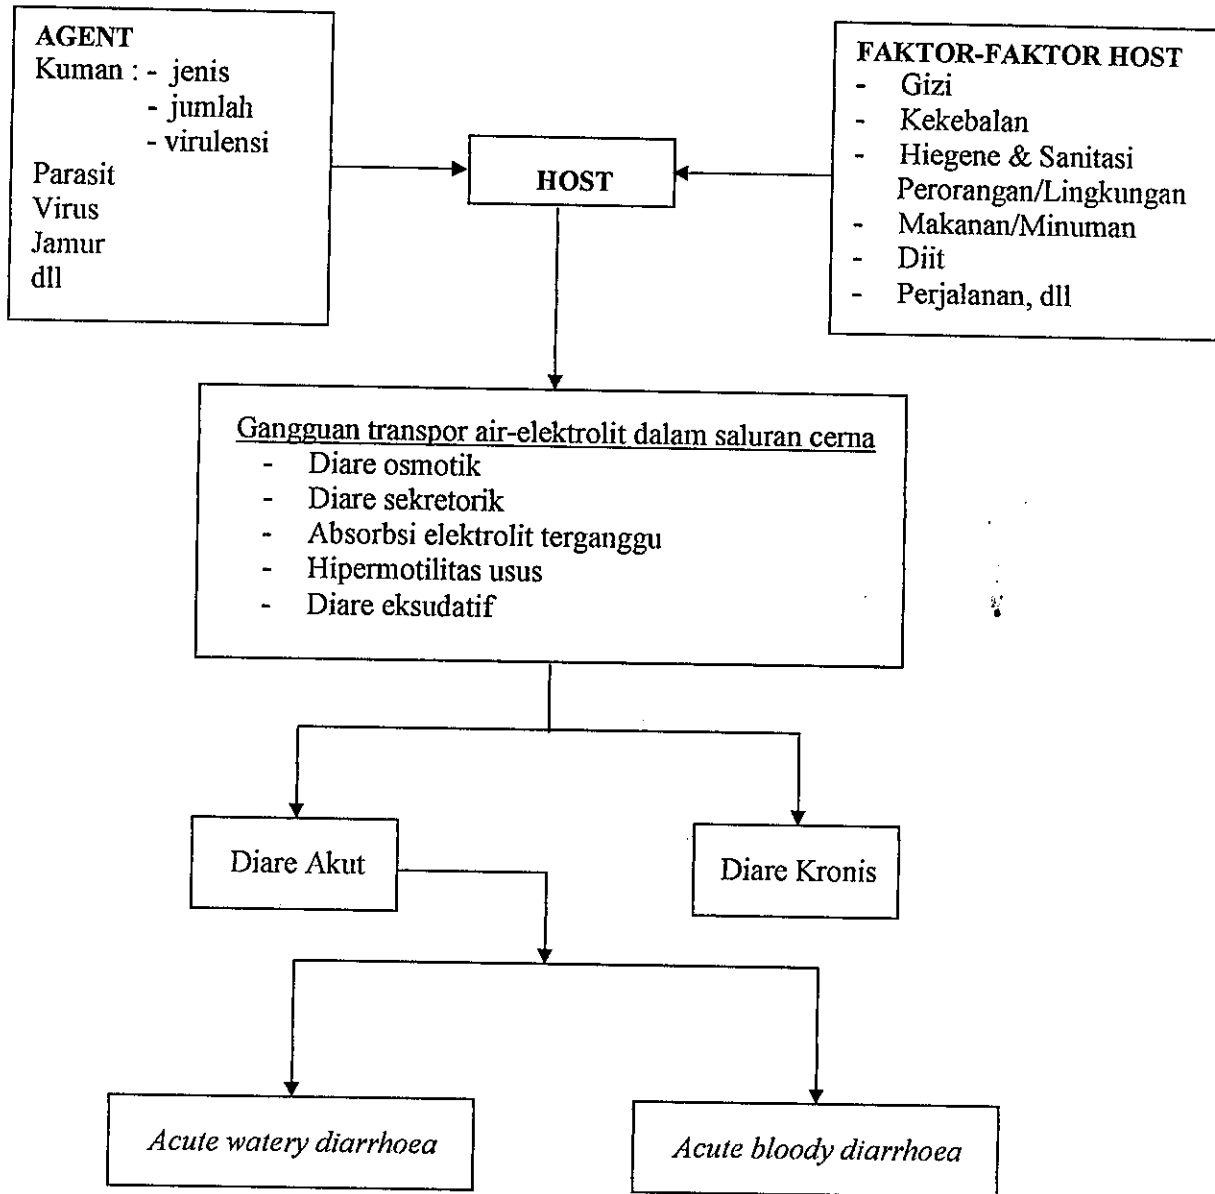 AGENT
Kuman : - jenis
- jumlah
- virulensi
Parasit
Virus
Jamur
dll
HOST
FAKTOR-FAKTOR HOST
- Gizi
- Kekebalan
- Hiegene & Sanitasi
Perorangan/Lingkungan
- Makanan/Minuman
- Diit
- Perjalanan, dll
Gangguan transpor air-elektrolit dalam saluran cerna
- Diare osmotik
- Diare sekretorik
- Absorbsi elektrolit terganggu
- Hipermotilitas usus
- Diare eksudatif
Diare Akut
Diare Kronis
Acute watery diarrhoea
Acute bloody diarrhoea